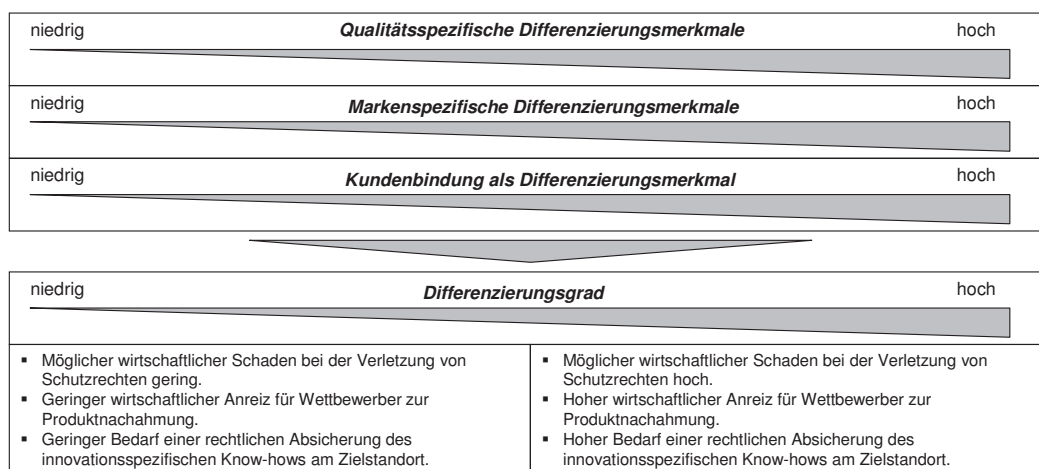 niedrig Qualitätsspezifische Differenzierungsmerkmale hoch
niedrig Markenspezifische Differenzierungsmerkmale hoch
niedrig Kundenbindung als Differenzierungsmerkmal hoch
niedrig Differenzierungsgrad hoch
▪ Möglicher wirtschaftlicher Schaden bei der Verletzung von
Schutzrechten gering.
▪ Geringer wirtschaftlicher Anreiz für Wettbewerber zur
Produktnachahmung.
▪ Geringer Bedarf einer rechtlichen Absicherung des
innovationsspezifischen Know-hows am Zielstandort.
▪ Möglicher wirtschaftlicher Schaden bei der Verletzung von
Schutzrechten hoch.
▪ Hoher wirtschaftlicher Anreiz für Wettbewerber zur
Produktnachahmung.
▪ Hoher Bedarf einer rechtlichen Absicherung des
innovationsspezifischen Know-hows am Zielstandort.